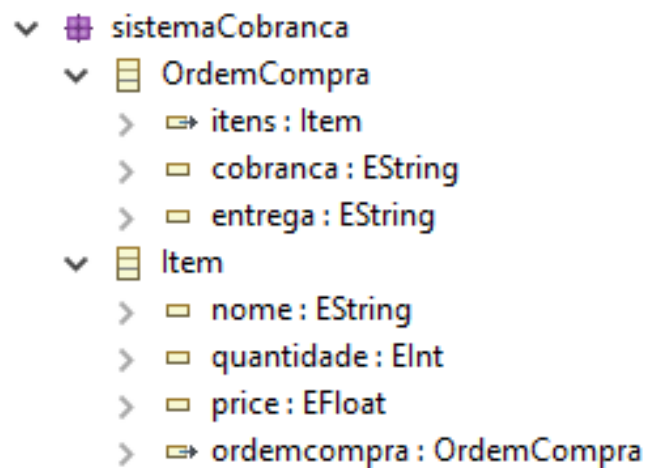 sistemaCobranca
OrdemCompra
itens : Item
cobranca : EString
entrega : EString
Item
nome : EString
quantidade : EInt
price : EFloat
ordemcompra : OrdemCompra